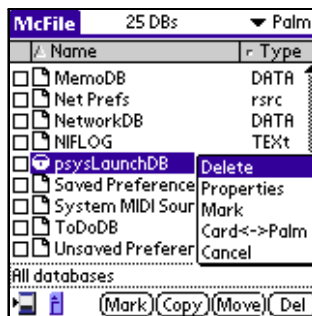 McFile 25 DBs Palm
Name Type
MemoDB DATA
Net Prefs rsrc
NetworkDB DATA
NIFLOG TEXt
psysLaunchDB Delete
Saved Preference Properties
System MIDI Sour Mark
ToDoDB Card<->Palm
Unsaved Preferer Cancel
All databases
Mark Copy Move Del